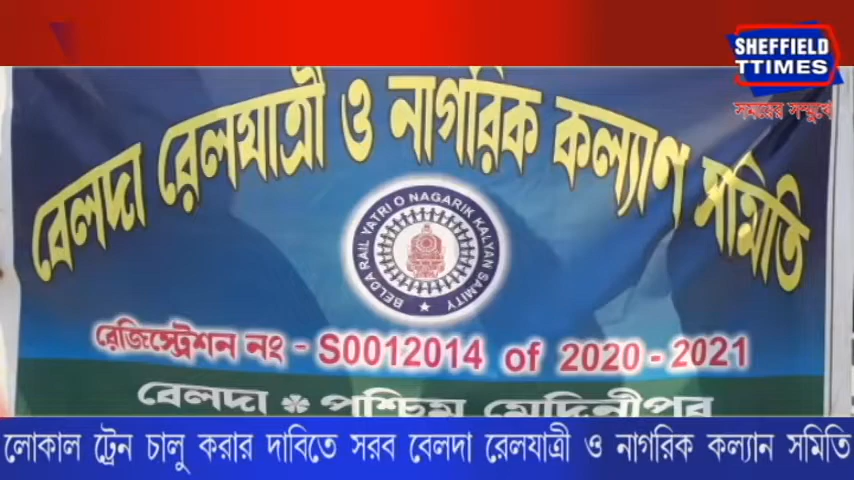 SHEFFIELD
TTIMES
সময়ের সম্মুখে
বেলদা রেলযাত্রী ও নাগরিক কল্যাণ সমিতি
BELDA RAIL YATRI O NAGARIK KALYAN SAMITY
রেজিস্ট্রেশন নং - S0012014 of 2020 - 2021
বেলদা ✽ পশ্চিম মেদিনীপুর
লোকাল ট্রেন চালু করার দাবিতে সরব বেলদা রেলযাত্রী ও নাগরিক কল্যান সমিতি